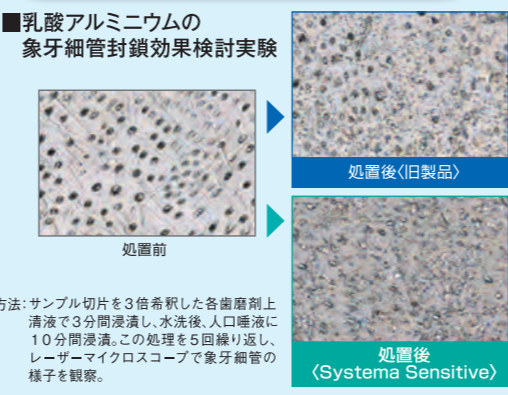 ■乳酸アルミニウムの
象牙細管封鎖効果検討実験
処置前
処置後〈旧製品〉
処置後
〈Systema Sensitive〉
方法:サンプル切片を3倍希釈した各歯磨剤上
清液で3分間浸漬し、水洗後、人口唾液に
10分間浸漬。この処理を5回繰り返し、
レーザーマイクロスコープで象牙細管の
様子を観察。